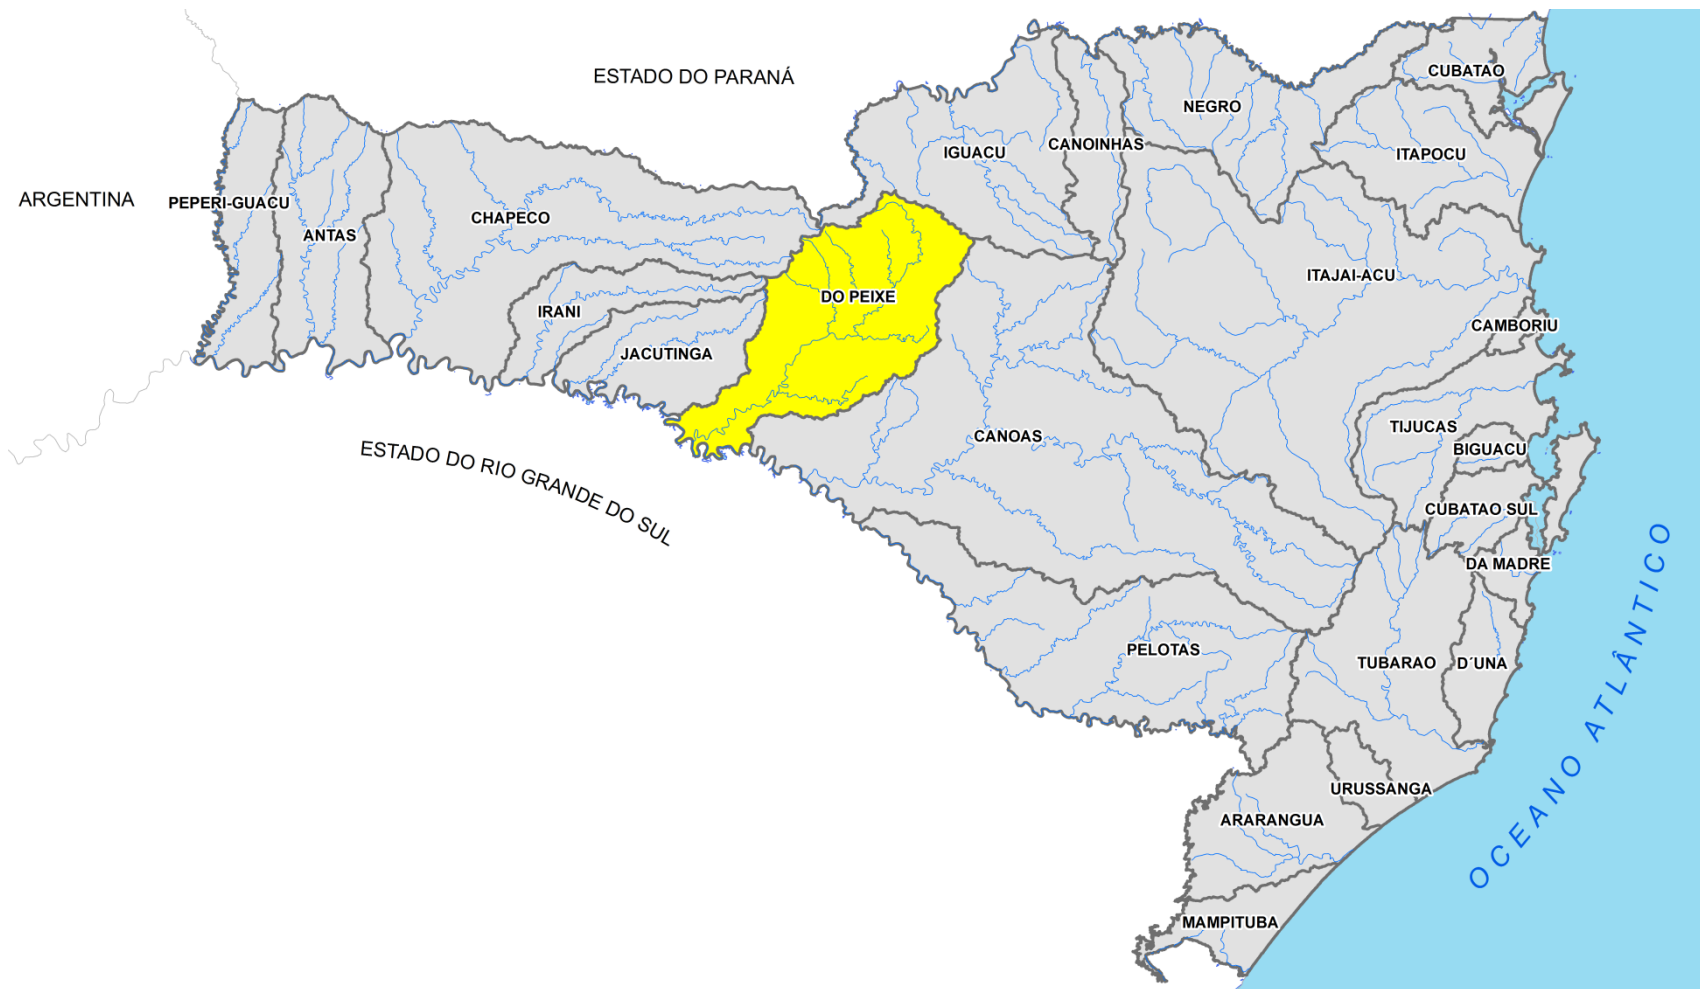 ESTADO DO PARANÁ
CUBATAO
NEGRO
CANOINHAS
IGUACU
ITAPOCU
ARGENTINA
PEPERI-GUACU
CHAPECO
ANTAS
ITAJAI-ACU
DO PEIXE
IRANI
CAMBORIU
JACUTINGA
TIJUCAS
CANOAS
BIGUACU
ESTADO DO RIO GRANDE DO SUL
CUBATAO SUL
DA MADRE
PELOTAS
TUBARAO
D´UNA
OCEANO ATLÂNTICO
URUSSANGA
ARARANGUA
MAMPITUBA